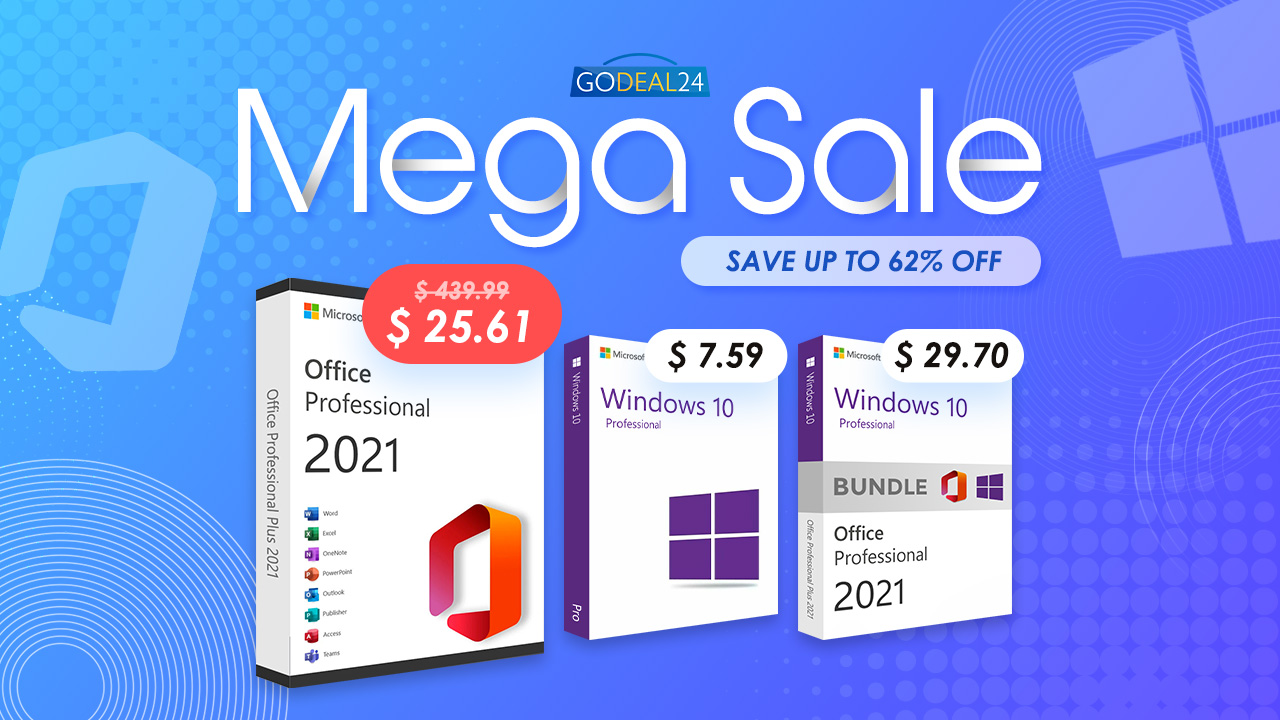 GODEAL24
Mega Sale
SAVE UP TO 62% OFF
$ 439.99
$ 25.61
Microso
Office
Professional
2021
Word
Excel
OneNote
PowerPoint
Outlook
Publisher
Access
Teams
Office Professional Plus 2021
$ 7.59
Microsof
Windows 10
Professional
Windows 10
Pro
$ 29.70
Microsoft
Windows 10
Professional
Windows 10
BUNDLE
Office
Professional
2021
Office Professional Plus 2021